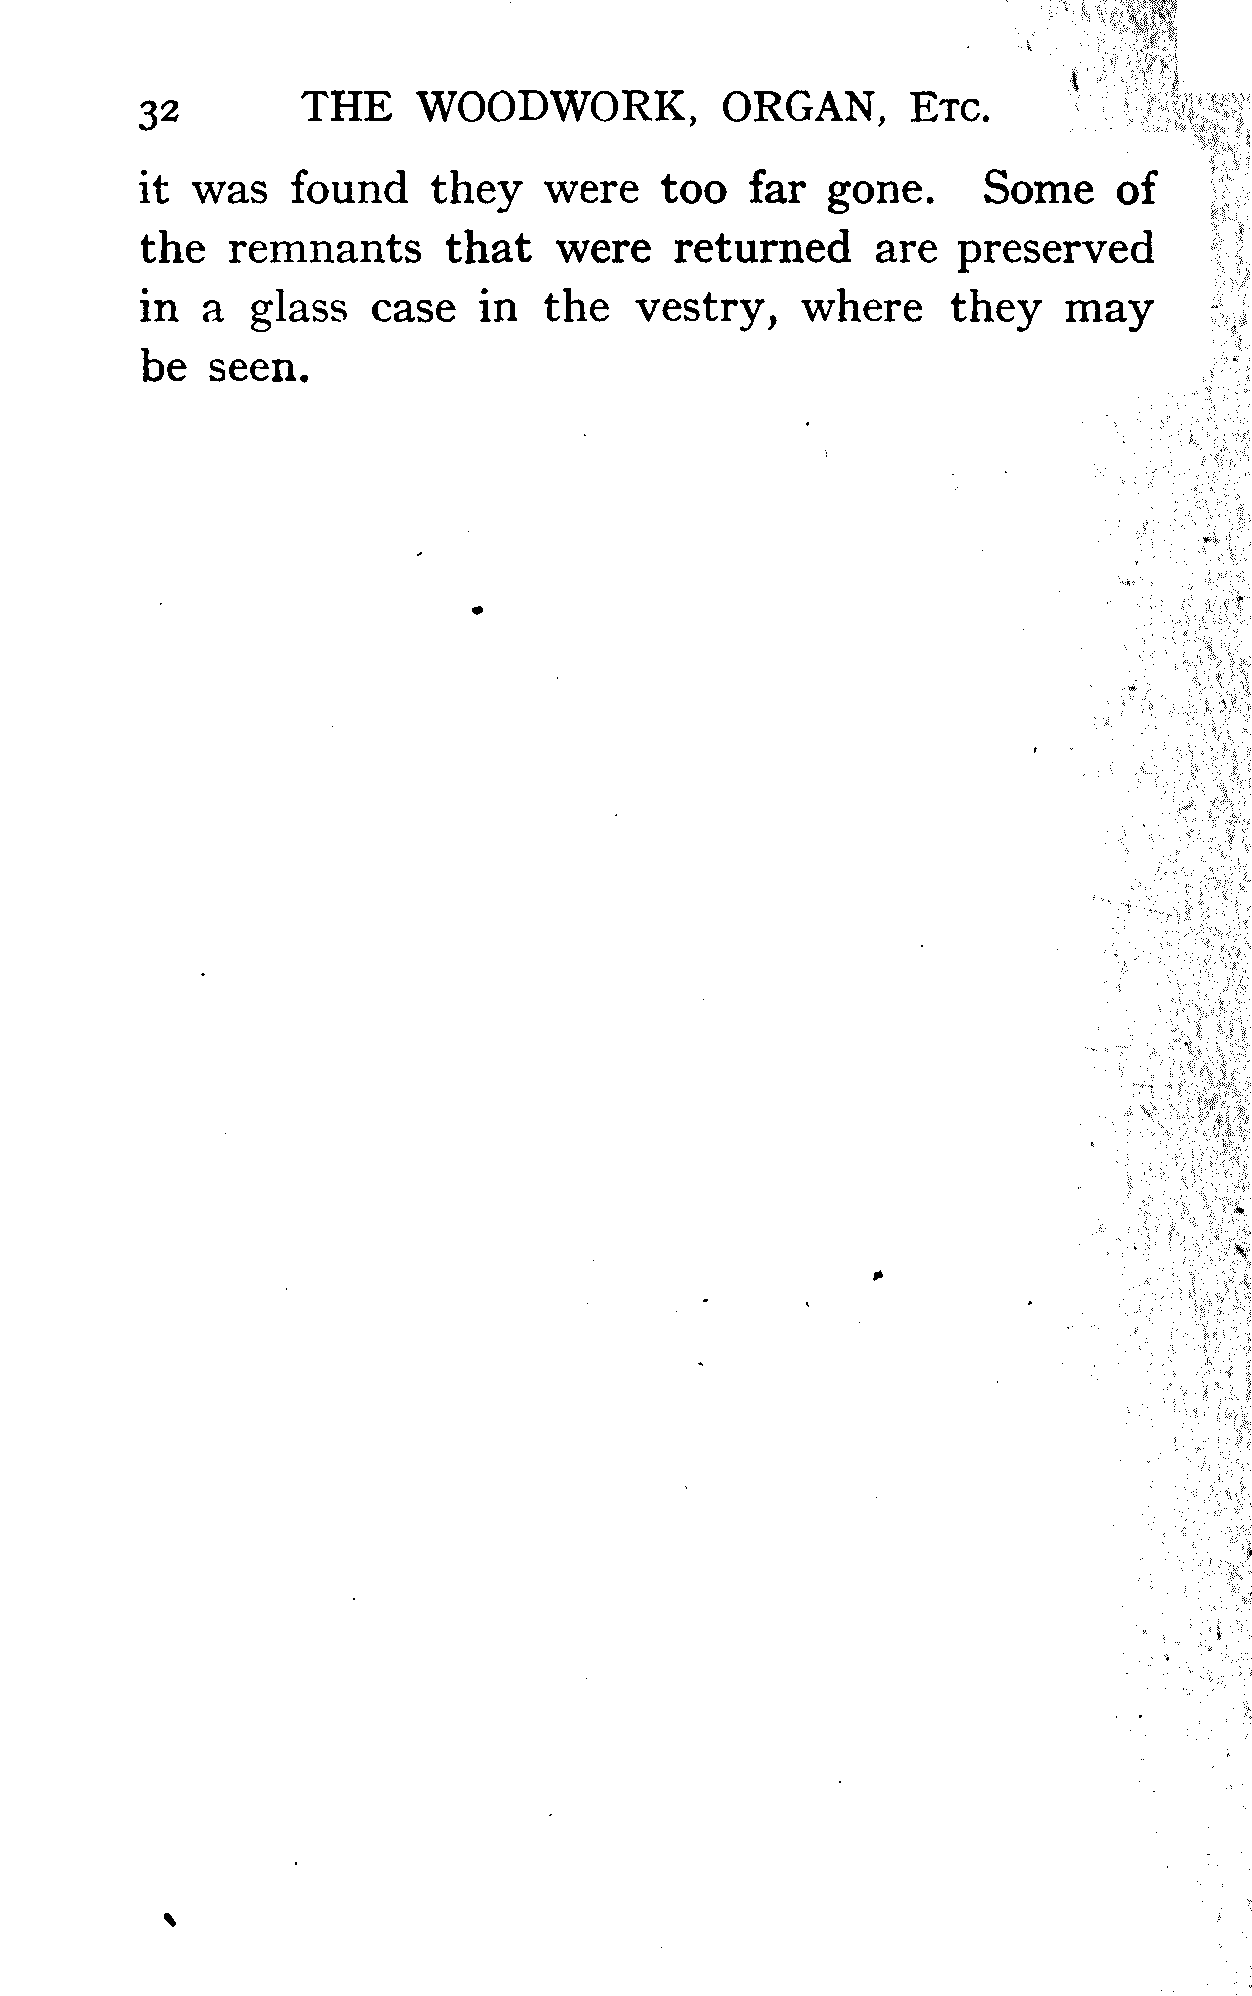 32 THE WOODWORK, ORGAN, ETC.
it was found they were too far gone. Some of
the remnants that were returned are preserved
in a glass case in the vestry, where they may
be seen.